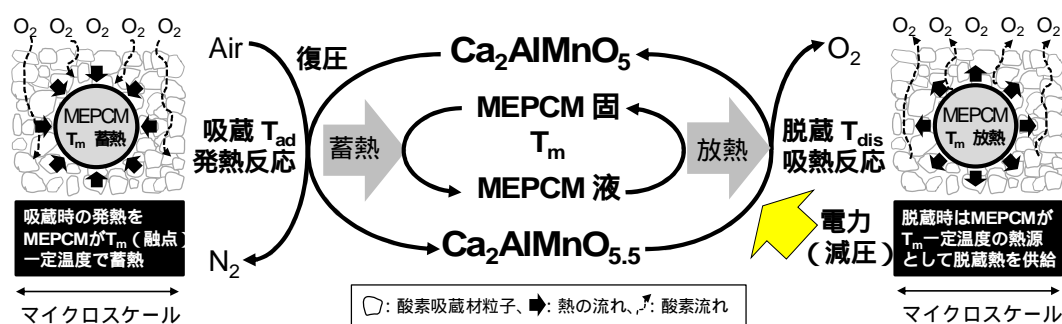 O2 O2 O2 O2 O2
MEPCM
Tm 蓄熱
吸蔵時の発熱を
MEPCMがTm(融点)
一定温度で蓄熱
マイクロスケール
Air
復圧
吸蔵 Tad
発熱反応
N2
蓄熱
Ca2AlMnO5
MEPCM 固
Tm
MEPCM 液
Ca2AlMnO5.5
放熱
O2
脱蔵 Tdis
吸熱反応
電力
(減圧)
O2 O2 O2 O2 O2
MEPCM
Tm 放熱
脱蔵時はMEPCMが
Tm一定温度の熱源
として脱蔵熱を供給
マイクロスケール
: 酸素吸蔵材粒子、 : 熱の流れ、 : 酸素流れ